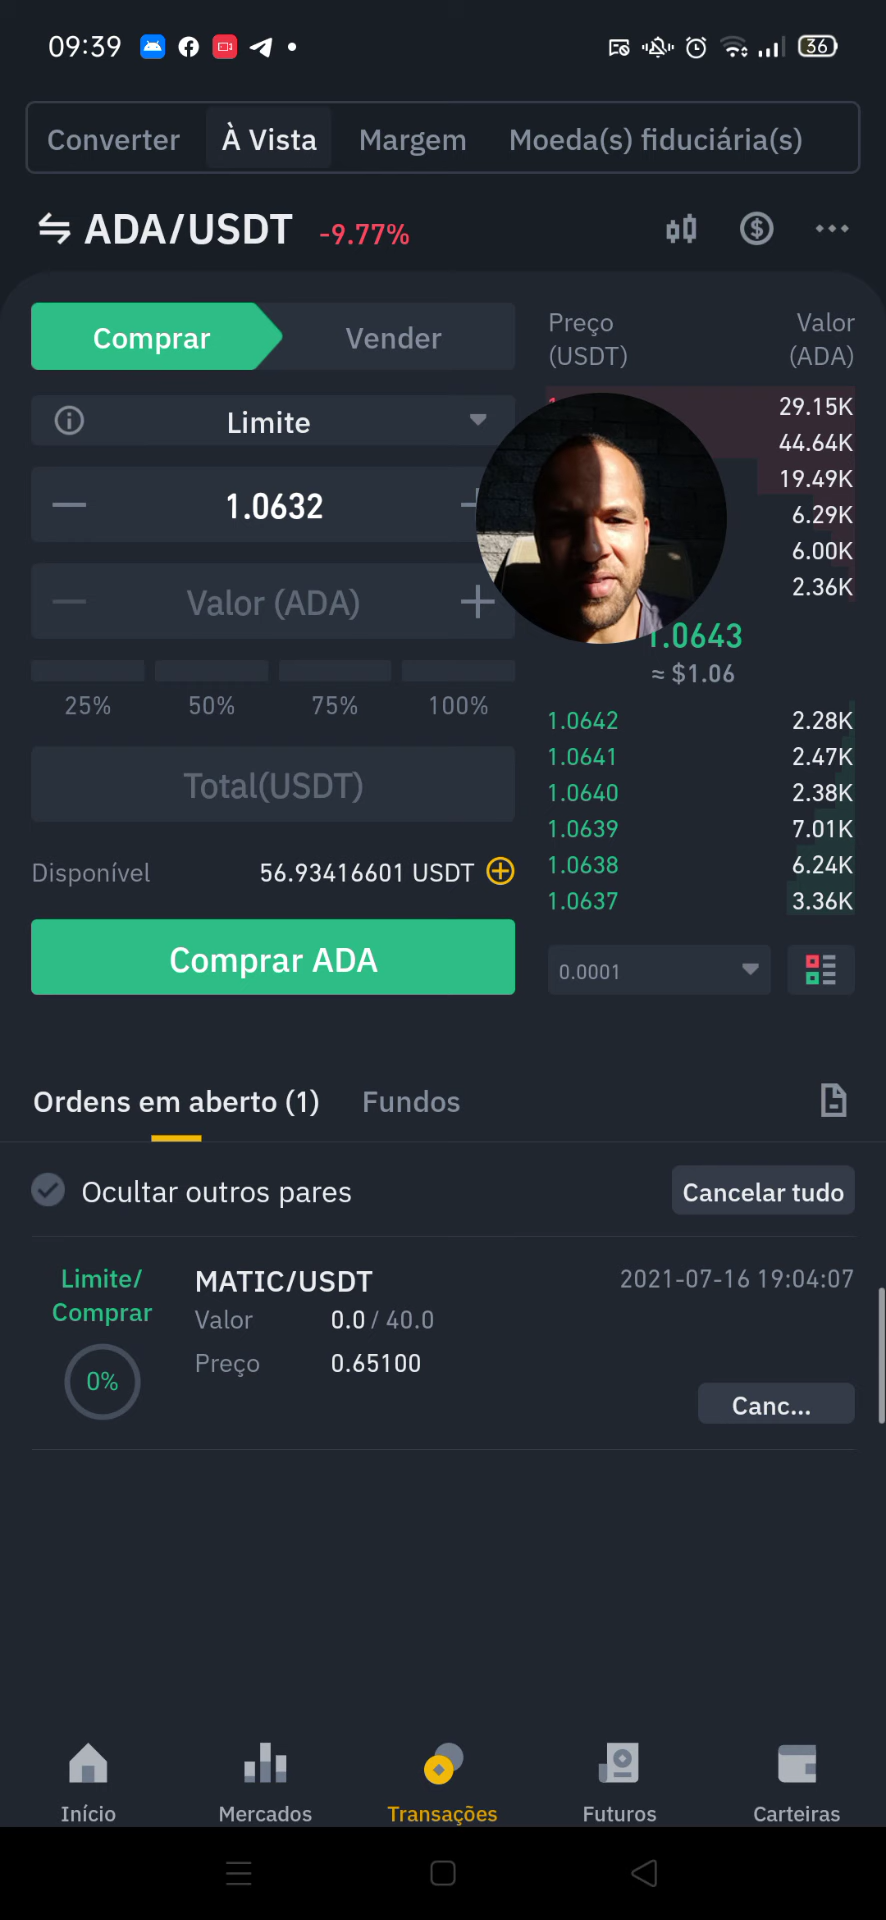 09:39
36
Converter À Vista Margem Moeda(s) fiduciária(s)
ADA/USDT -9.77%
Comprar Vender
Preço (USDT) Valor (ADA)
Limite
29.15K
44.64K
19.49K
1.0632
6.29K
6.00K
2.36K
Valor (ADA)
1.0643
≈ $1.06
25% 50% 75% 100%
1.0642 2.28K
1.0641 2.47K
1.0640 2.38K
1.0639 7.01K
1.0638 6.24K
1.0637 3.36K
Total(USDT)
Disponível 56.93416601 USDT
Comprar ADA
0.0001
Ordens em aberto (1) Fundos
Ocultar outros pares Cancelar tudo
Limite/
Comprar
0%
MATIC/USDT 2021-07-16 19:04:07
Valor 0.0 / 40.0
Preço 0.65100
Canc...
Início Mercados Transações Futuros Carteiras